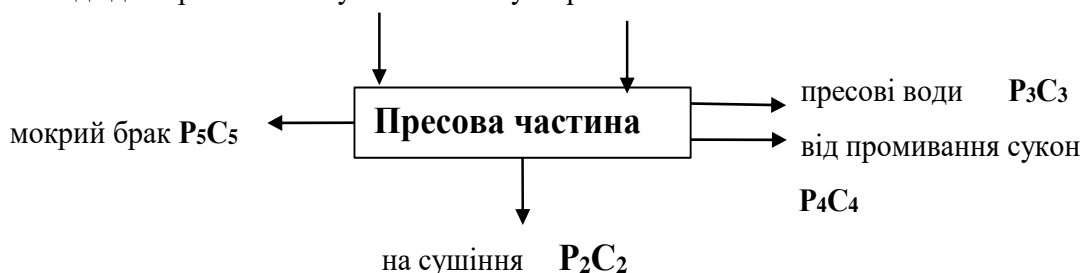 пресові води P₃C₃
Пресова частина
мокрий брак P₅C₅
від промивання сукон
P₄C₄
на сушіння P₂C₂